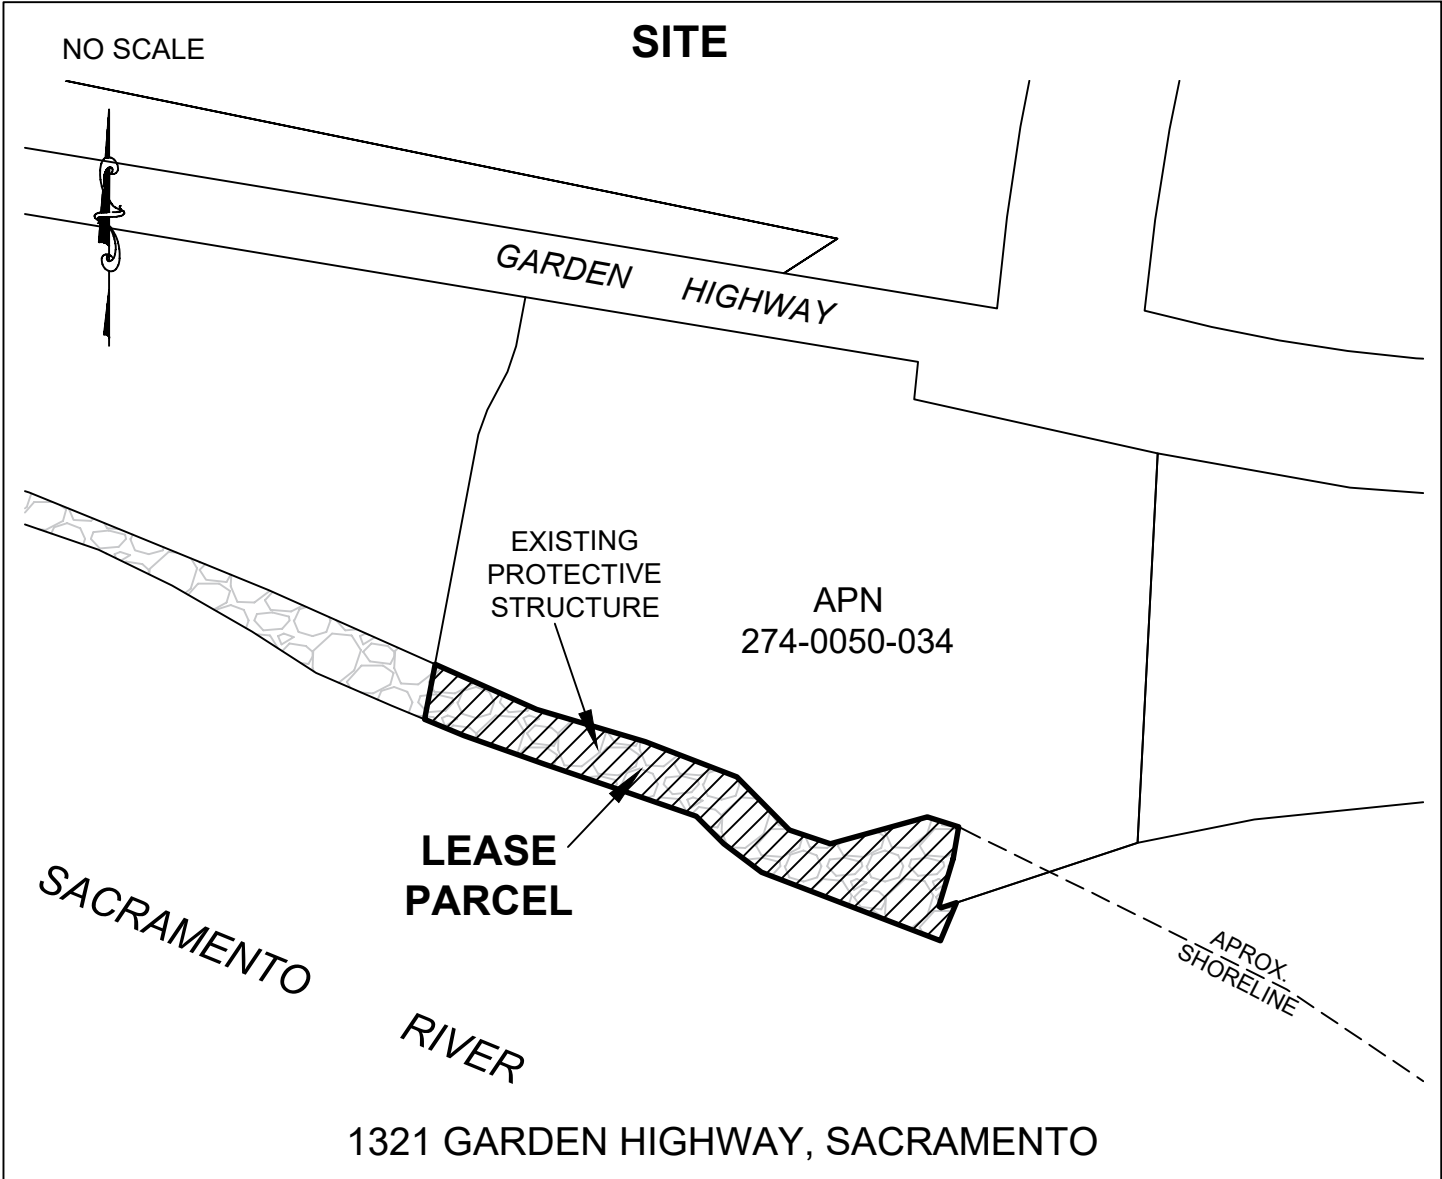 NO SCALE
SITE
GARDEN HIGHWAY
EXISTING
PROTECTIVE
STRUCTURE
APN
274-0050-034
LEASE
PARCEL
SACRAMENTO
RIVER
APROX.
SHORELINE
1321 GARDEN HIGHWAY, SACRAMENTO